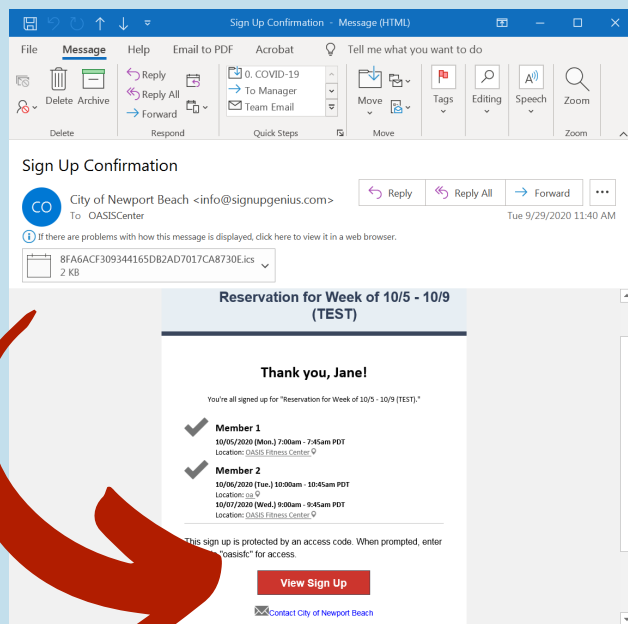 Sign Up Confirmation - Message (HTML)
File Message Help Email to PDF Acrobat Tell me what you want to do
Delete Archive
Reply
Reply All
Forward
0. COVID-19
To Manager
Team Email
Move
Tags
Editing
A))
Speech
Zoom
Delete Respond Quick Steps Move Zoom
Sign Up Confirmation
CO
City of Newport Beach <info@signupgenius.com>
To OASISCenter
Reply Reply All Forward ...
Tue 9/29/2020 11:40 AM
i If there are problems with how this message is displayed, click here to view it in a web browser.
8FA6ACF309344165DB2AD7017CA8730E.ics
2 KB
Reservation for Week of 10/5 - 10/9
(TEST)
Thank you, Jane!
You're all signed up for "Reservation for Week of 10/5 - 10/9 (TEST)."
Member 1
10/05/2020 (Mon.) 7:00am - 7:45am PDT
Location: OASIS Fitness Center
Member 2
10/06/2020 (Tue.) 10:00am - 10:45am PDT
Location: oa
10/07/2020 (Wed.) 9:00am - 9:45am PDT
Location: OASIS Fitness Center
This sign up is protected by an access code. When prompted, enter
"oasisfc" for access.
View Sign Up
Contact City of Newport Beach